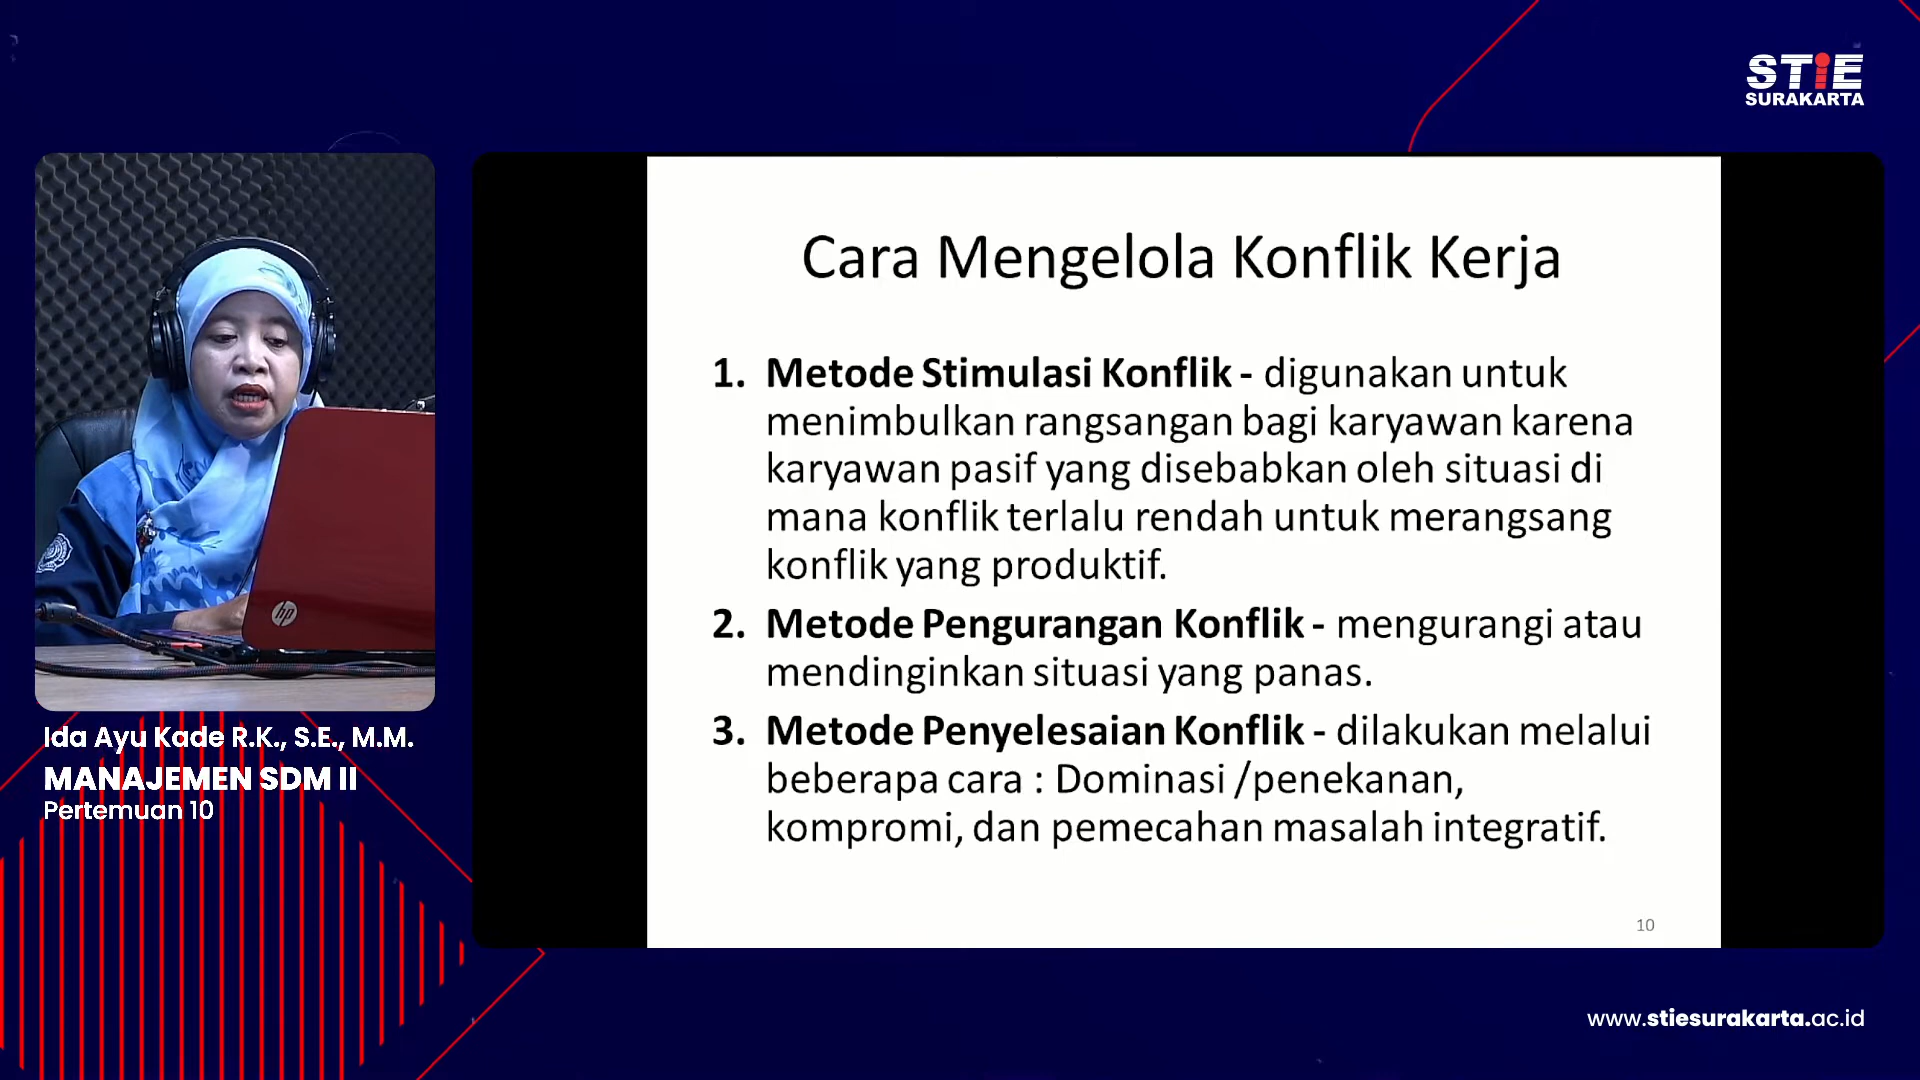 STiE
SURAKARTA
Cara Mengelola Konflik Kerja
1. Metode Stimulasi Konflik - digunakan untuk
menimbulkan rangsangan bagi karyawan karena
karyawan pasif yang disebabkan oleh situasi di
mana konflik terlalu rendah untuk merangsang
konflik yang produktif.
2. Metode Pengurangan Konflik - mengurangi atau
mendinginkan situasi yang panas.
3. Metode Penyelesaian Konflik - dilakukan melalui
beberapa cara : Dominasi /penekanan,
kompromi, dan pemecahan masalah integratif.
10
hp
Ida Ayu Kade R.K., S.E., M.M.
MANAJEMEN SDM II
Pertemuan 10
www.stiesurakarta.ac.id